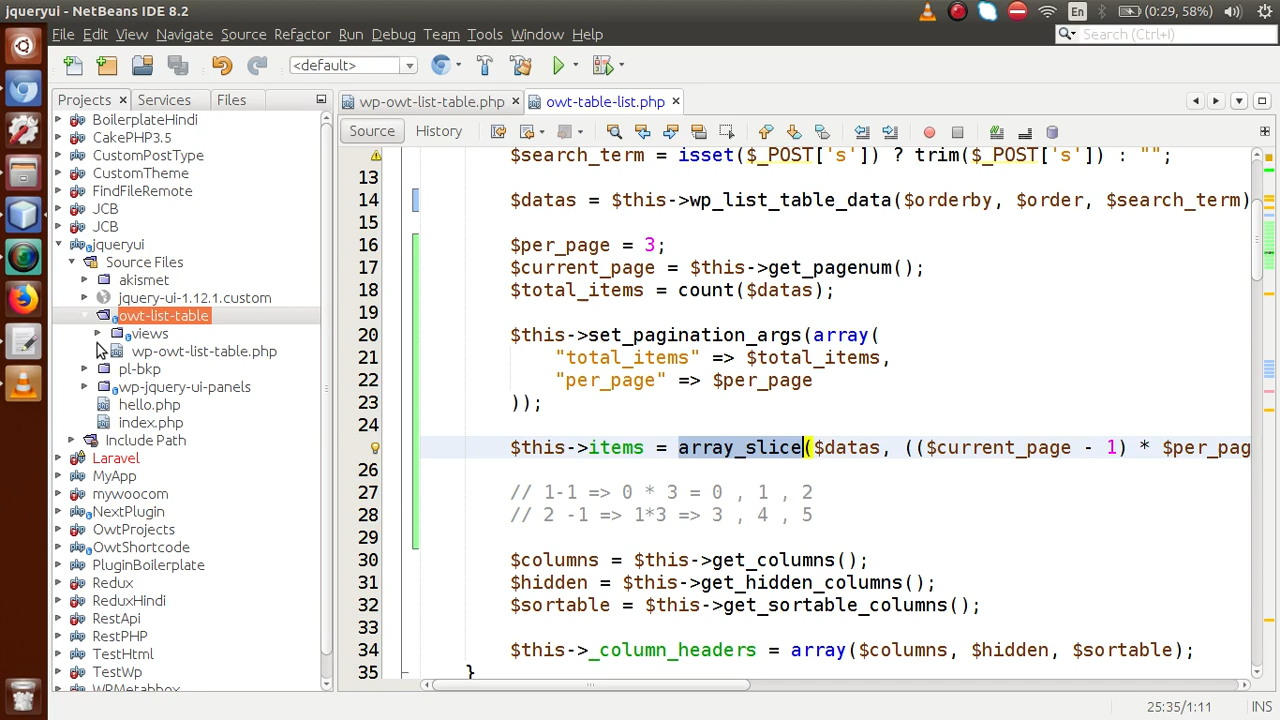 jqueryui - NetBeans IDE 8.2
En
(0:29, 58%)
File Edit View Navigate Source Refactor Run Debug Team Tools Window Help
Search (Ctrl+I)
<default>
Projects
Services
Files
wp-owt-list-table.php
owt-table-list.php
Source
History
BoilerplateHindi
CakePHP3.5
CustomPostType
CustomTheme
FindFileRemote
JCB
JCB
jqueryui
Source Files
akismet
jquery-ui-1.12.1.custom
owt-list-table
views
wp-owt-list-table.php
pl-bkp
wp-jquery-ui-panels
hello.php
index.php
Include Path
Laravel
MyApp
mywoocom
NextPlugin
OwtProjects
OwtShortcode
PluginBoilerplate
Redux
ReduxHindi
RestApi
RestPHP
TestHtml
TestWp
WPMetabbox
$search_term = isset($_POST['s']) ? trim($_POST['s']) : "";
13
14 $datas = $this->wp_list_table_data($orderby, $order, $search_term)
15
16 $per_page = 3;
17 $current_page = $this->get_pagenum();
18 $total_items = count($datas);
19
20 $this->set_pagination_args(array(
21 "total_items" => $total_items,
22 "per_page" => $per_page
23 ));
24
$this->items = array_slice($datas, (($current_page - 1) * $per_pag
26
27 // 1-1 => 0 * 3 = 0 , 1 , 2
28 // 2 -1 => 1*3 => 3 , 4 , 5
29
30 $columns = $this->get_columns();
31 $hidden = $this->get_hidden_columns();
32 $sortable = $this->get_sortable_columns();
33
34 $this->_column_headers = array($columns, $hidden, $sortable);
35 }
25:35/1:11
INS